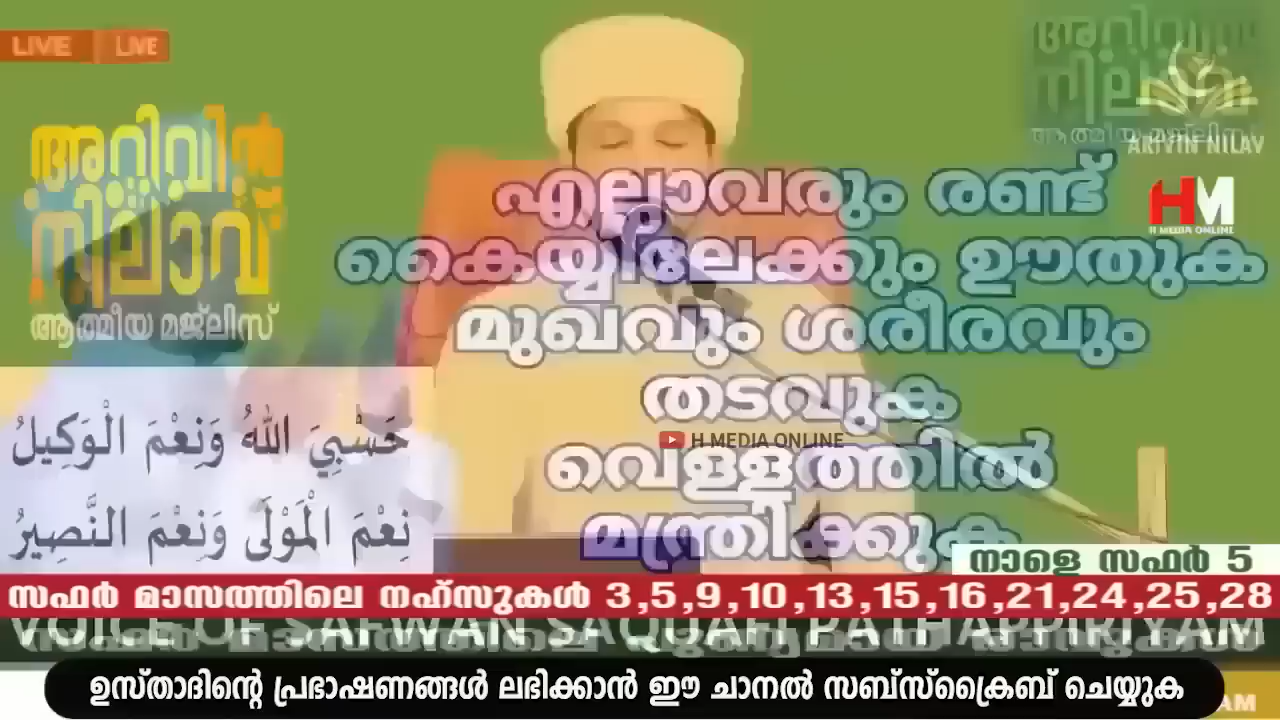 LIVE LIVE
അറിവിൻ
നിലാവ്
ആത്മീയ മജ്ലിസ്
അറിവിൻ
നിലാവ്
ആത്മീയ മജ്ലിസ്
ARIVIN NILAV
HM
H MEDIA ONLINE
എല്ലാവരും രണ്ട്
കൈയ്യിലേക്കും ഊതുക
മുഖവും ശരീരവും
തടവുക
H MEDIA ONLINE
വെള്ളത്തിൽ
മന്ത്രിക്കുക
حَسْبِيَ اللهُ وَنِعْمَ الْوَكِيلُ
نِعْمَ الْمَوْلَى وَنِعْمَ النَّصِيرُ
നാളെ സഫർ 5
സഫർ മാസത്തിലെ നഹ്സുകൾ 3,5,9,10,13,15,16,21,24,25,28
VOICE OF SAFWAN SAQUAFI PATHAPPIRIYAM
ഉസ്താദിന്റെ പ്രഭാഷണങ്ങൾ ലഭിക്കാൻ ഈ ചാനൽ സബ്സ്ക്രൈബ് ചെയ്യുക